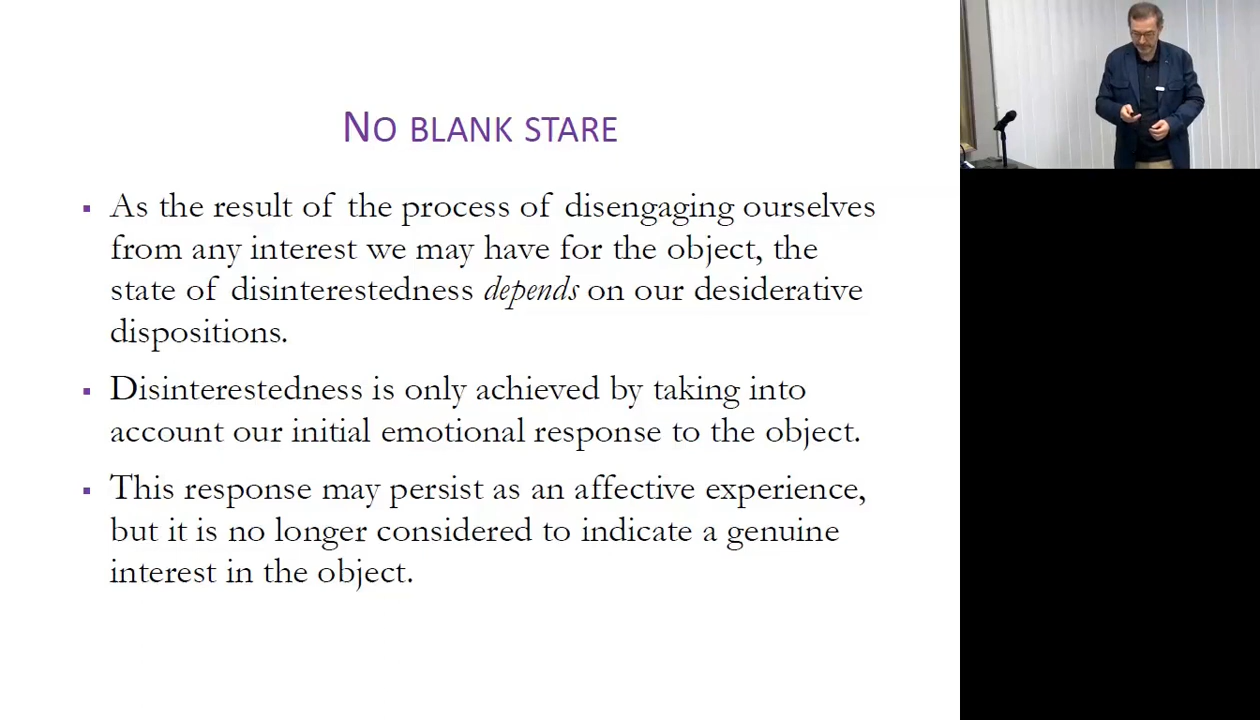 NO BLANK STARE
▪ As the result of the process of disengaging ourselves
from any interest we may have for the object, the
state of disinterestedness depends on our desiderative
dispositions.
▪ Disinterestedness is only achieved by taking into
account our initial emotional response to the object.
▪ This response may persist as an affective experience,
but it is no longer considered to indicate a genuine
interest in the object.